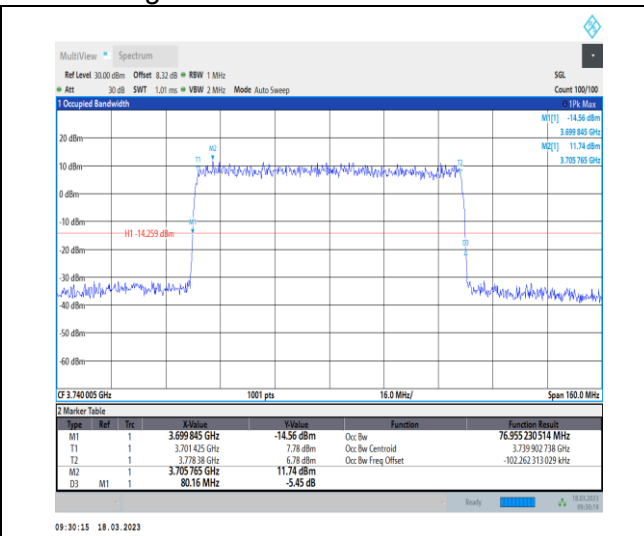 MultiView Spectrum
Ref Level 30.00 dBm Offset 8.32 dB RBW 1 MHz SGL
Att 30 dB SWT 1.01 ms VBW 2 MHz Mode Auto Sweep Count 100/100
1 Occupied Bandwidth 1Pk Max
M1[1] -14.56 dBm
3.699 845 GHz
M2[1] 11.74 dBm
3.705 765 GHz
20 dBm
M2
T1
T2
10 dBm
0 dBm
-10 dBm
M1
H1 -14.259 dBm
D3
-20 dBm
-30 dBm
-40 dBm
-50 dBm
-60 dBm
CF 3.740 005 GHz 1001 pts 16.0 MHz/ Span 160.0 MHz
2 Marker Table
Type Ref Trc X-Value Y-Value Function Function Result
M1 1 3.699 845 GHz -14.56 dBm Occ Bw 76.955 230 514 MHz
T1 1 3.701 425 GHz 7.78 dBm Occ Bw Centroid 3.739 902 738 GHz
T2 1 3.778 38 GHz 6.78 dBm Occ Bw Freq Offset -102.262 313 029 kHz
M2 1 3.705 765 GHz 11.74 dBm
D3 M1 1 80.16 MHz -5.45 dB
Ready 18.03.2023
09:30:14
09:30:15 18.03.2023